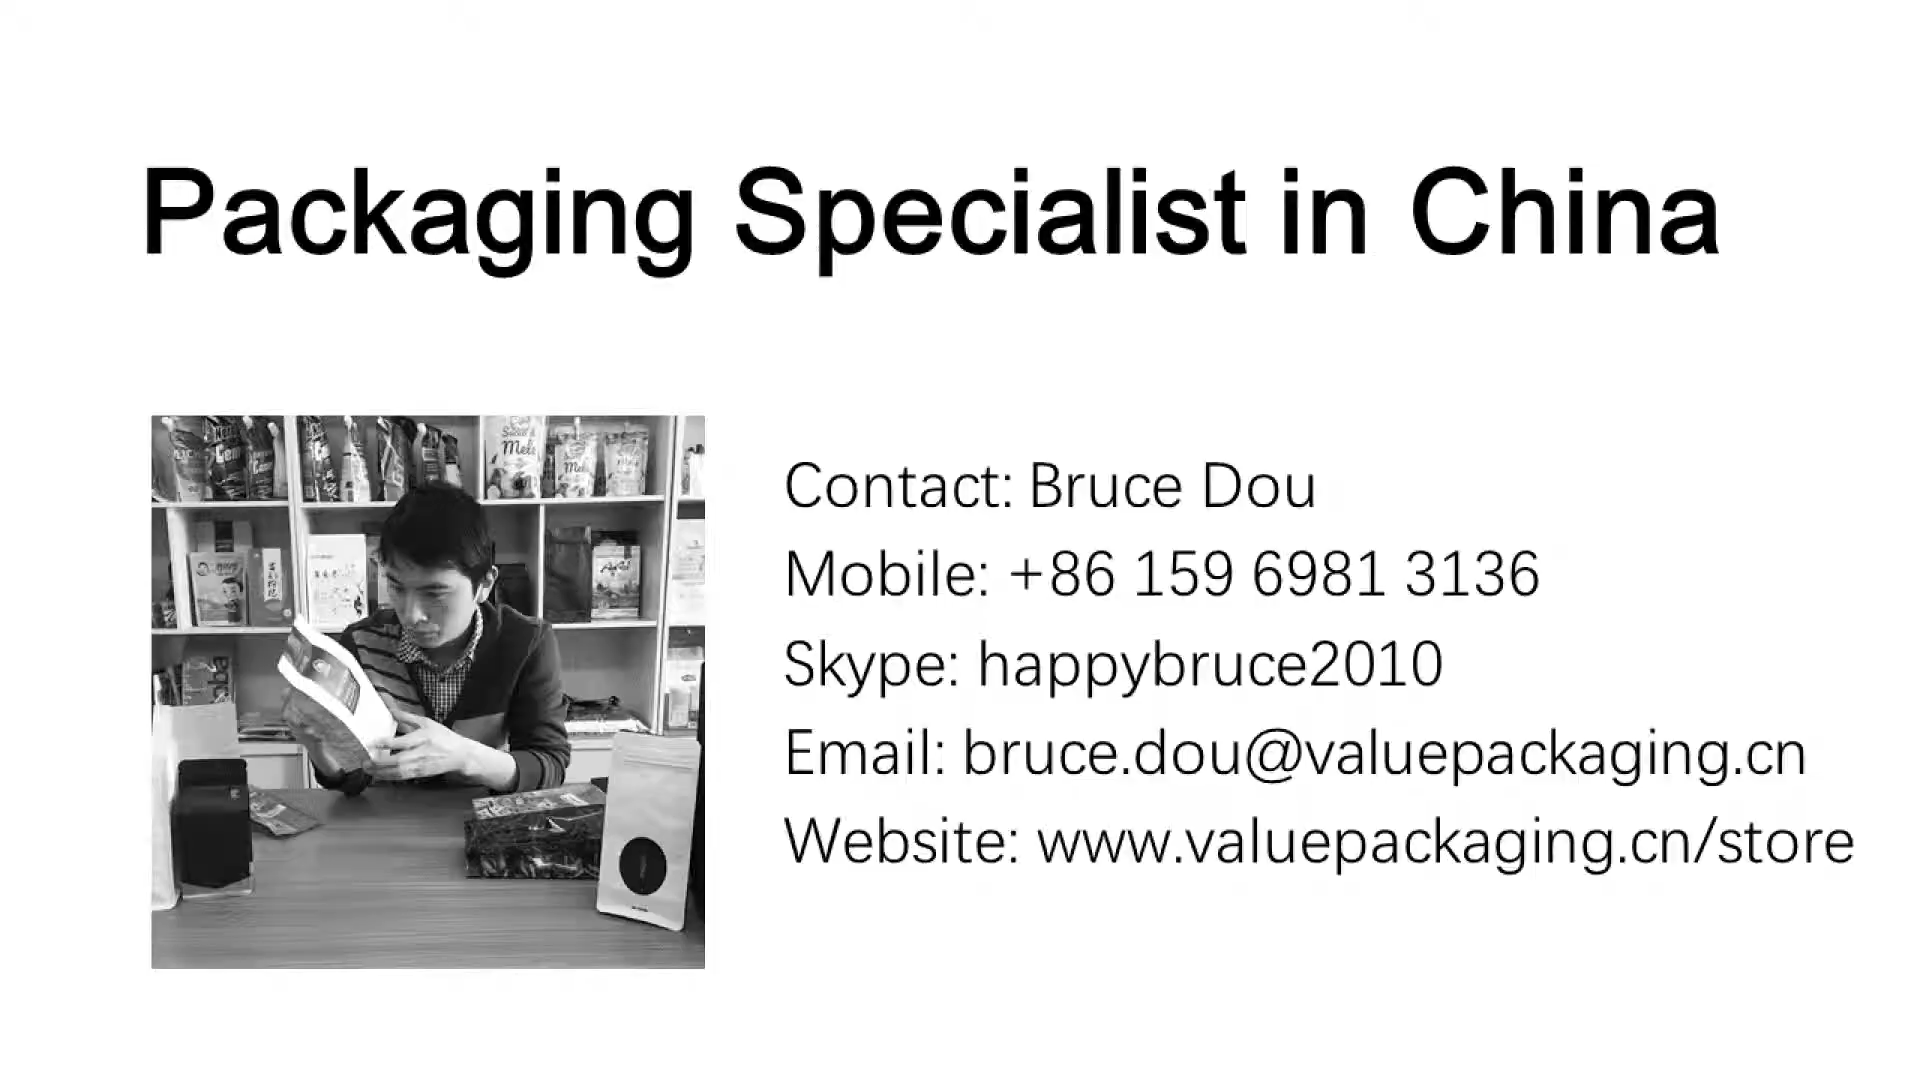 Packaging Specialist in China
Contact: Bruce Dou
Mobile: +86 159 6981 3136
Skype: happybruce2010
Email: bruce.dou@valuepackaging.cn
Website: www.valuepackaging.cn/store